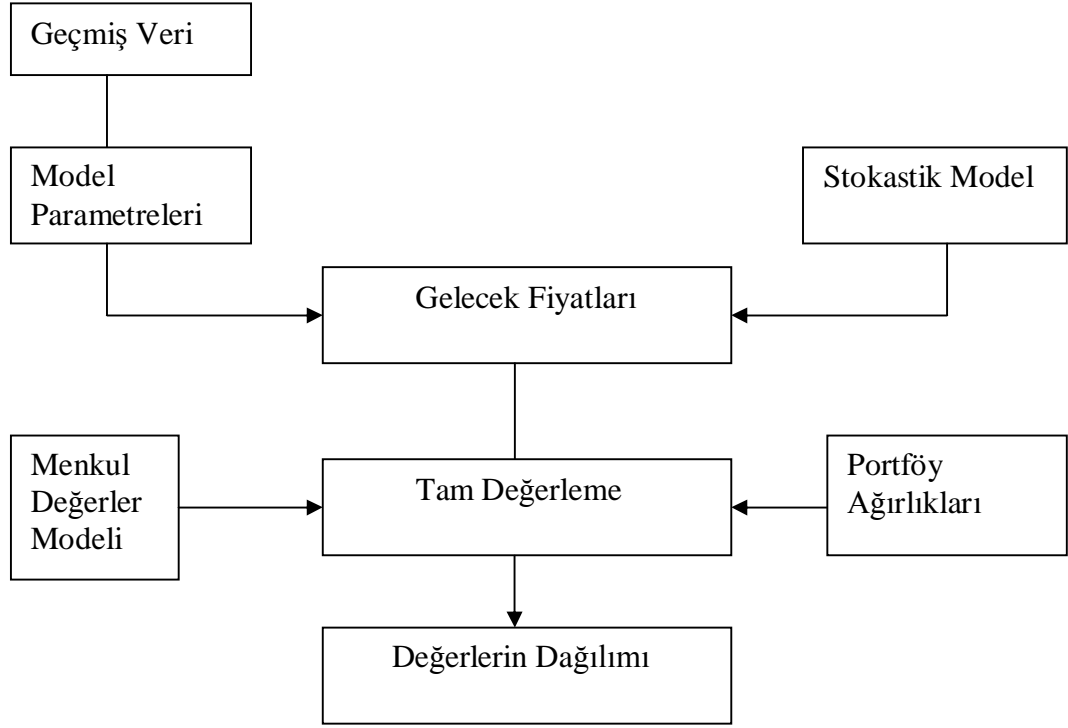 Geçmiş Veri
Model
Parametreleri
Stokastik Model
Gelecek Fiyatları
Menkul
Değerler
Modeli
Tam Değerleme
Portföy
Ağırlıkları
Değerlerin Dağılımı